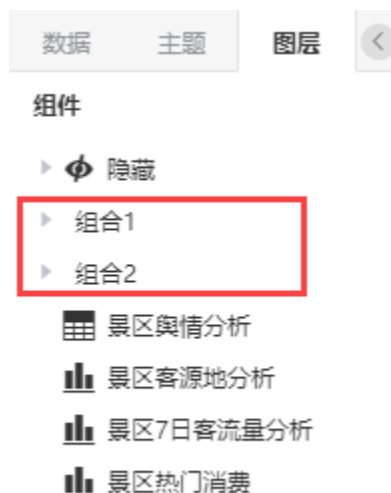 数据 主题 图层
组件
隐藏
组合1
组合2
景区舆情分析
景区客源地分析
景区7日客流量分析
景区热门消费